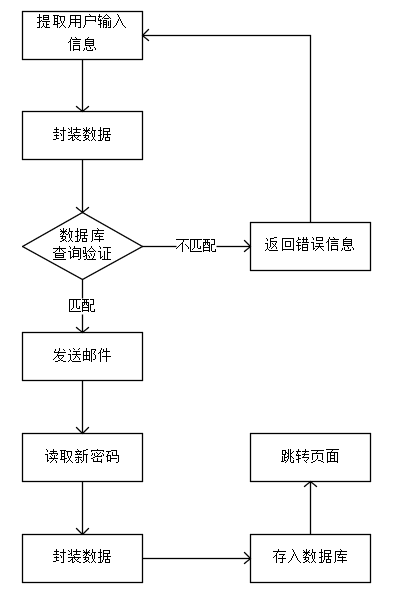 提取用户输入
信息
封装数据
数据库
查询验证
不匹配
返回错误信息
匹配
发送邮件
读取新密码
跳转页面
封装数据
存入数据库